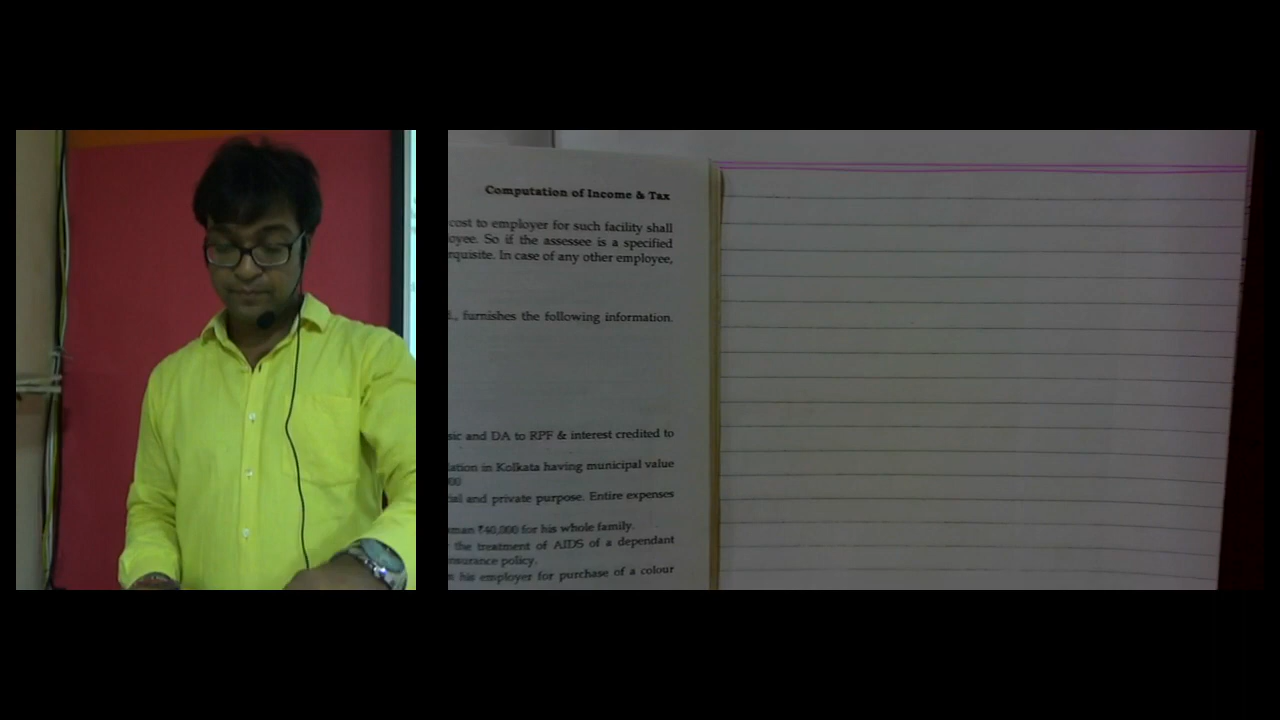 Computation of Income & Tax
cost to employer for such facility shall
oyee. So if the assessee is a specified
rquisite. In case of any other employee,
., furnishes the following information.
sic and DA to RPF & interest credited to
ation in Kolkata having municipal value
00
ial and private purpose. Entire expenses
man ₹40,000 for his whole family.
the treatment of AIDS of a dependant
nsurance policy.
his employer for purchase of a colour